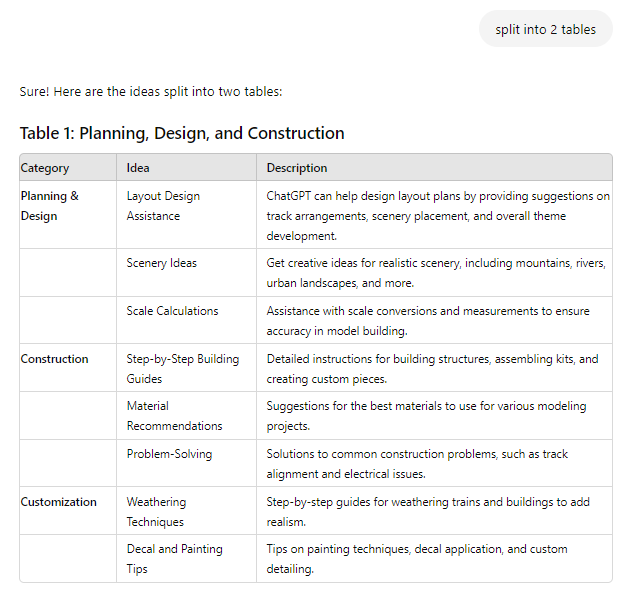 split into 2 tables
Sure! Here are the ideas split into two tables:
Table 1: Planning, Design, and Construction
Category Idea Description
Planning & Design Layout Design Assistance ChatGPT can help design layout plans by providing suggestions on track arrangements, scenery placement, and overall theme development.
Scenery Ideas Get creative ideas for realistic scenery, including mountains, rivers, urban landscapes, and more.
Scale Calculations Assistance with scale conversions and measurements to ensure accuracy in model building.
Construction Step-by-Step Building Guides Detailed instructions for building structures, assembling kits, and creating custom pieces.
Material Recommendations Suggestions for the best materials to use for various modeling projects.
Problem-Solving Solutions to common construction problems, such as track alignment and electrical issues.
Customization Weathering Techniques Step-by-step guides for weathering trains and buildings to add realism.
Decal and Painting Tips Tips on painting techniques, decal application, and custom detailing.